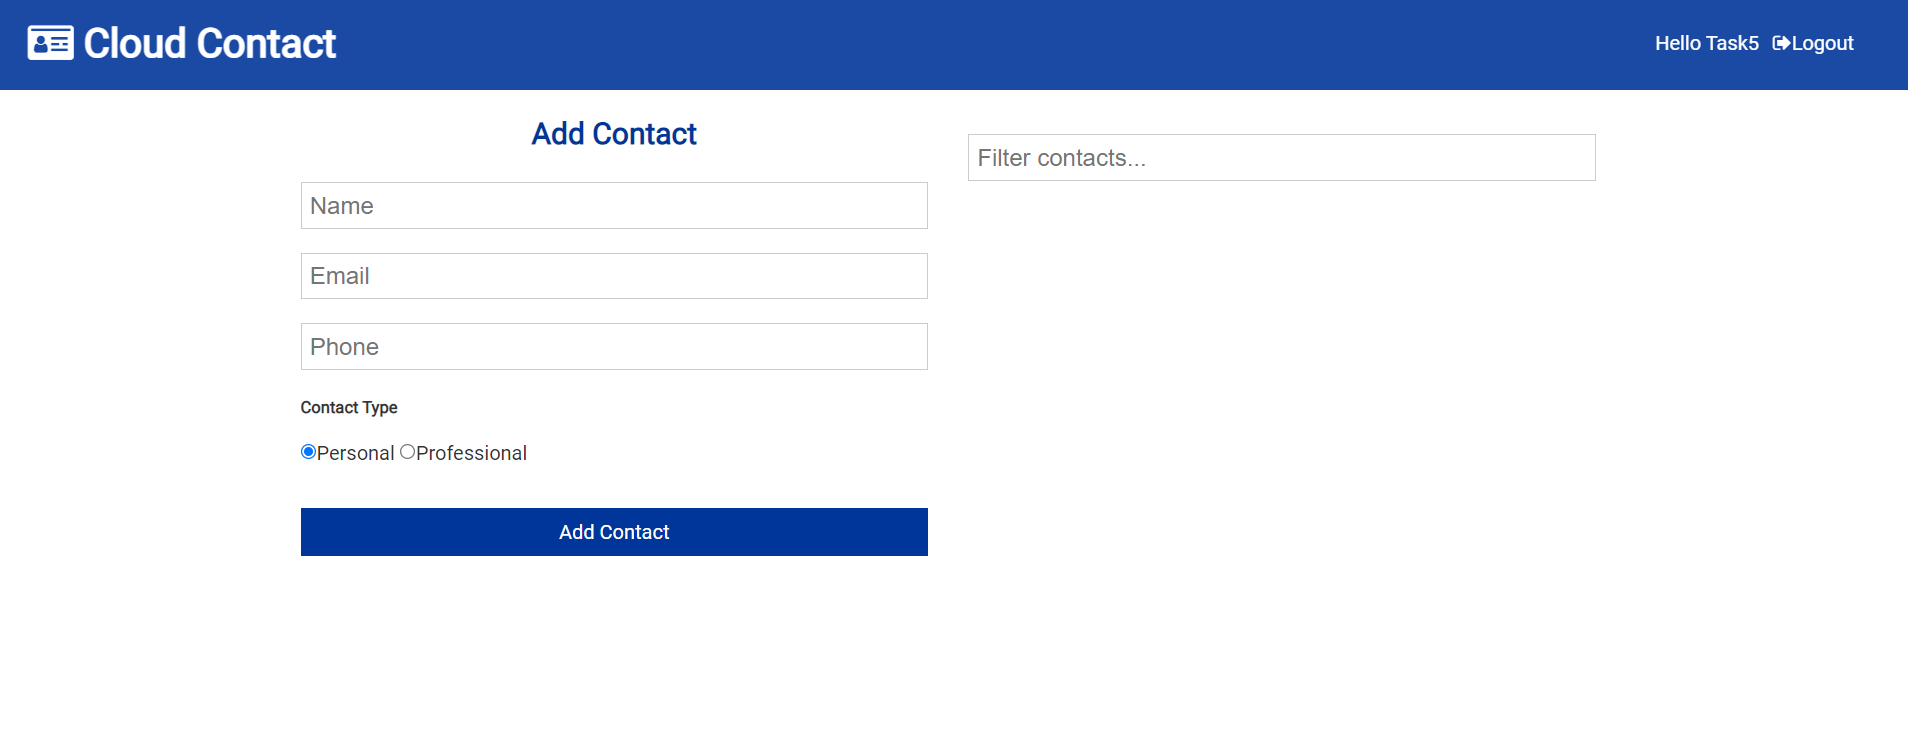 Cloud Contact
Hello Task5 Logout
Add Contact
Name
Email
Phone
Contact Type
Personal Professional
Add Contact
Filter contacts...